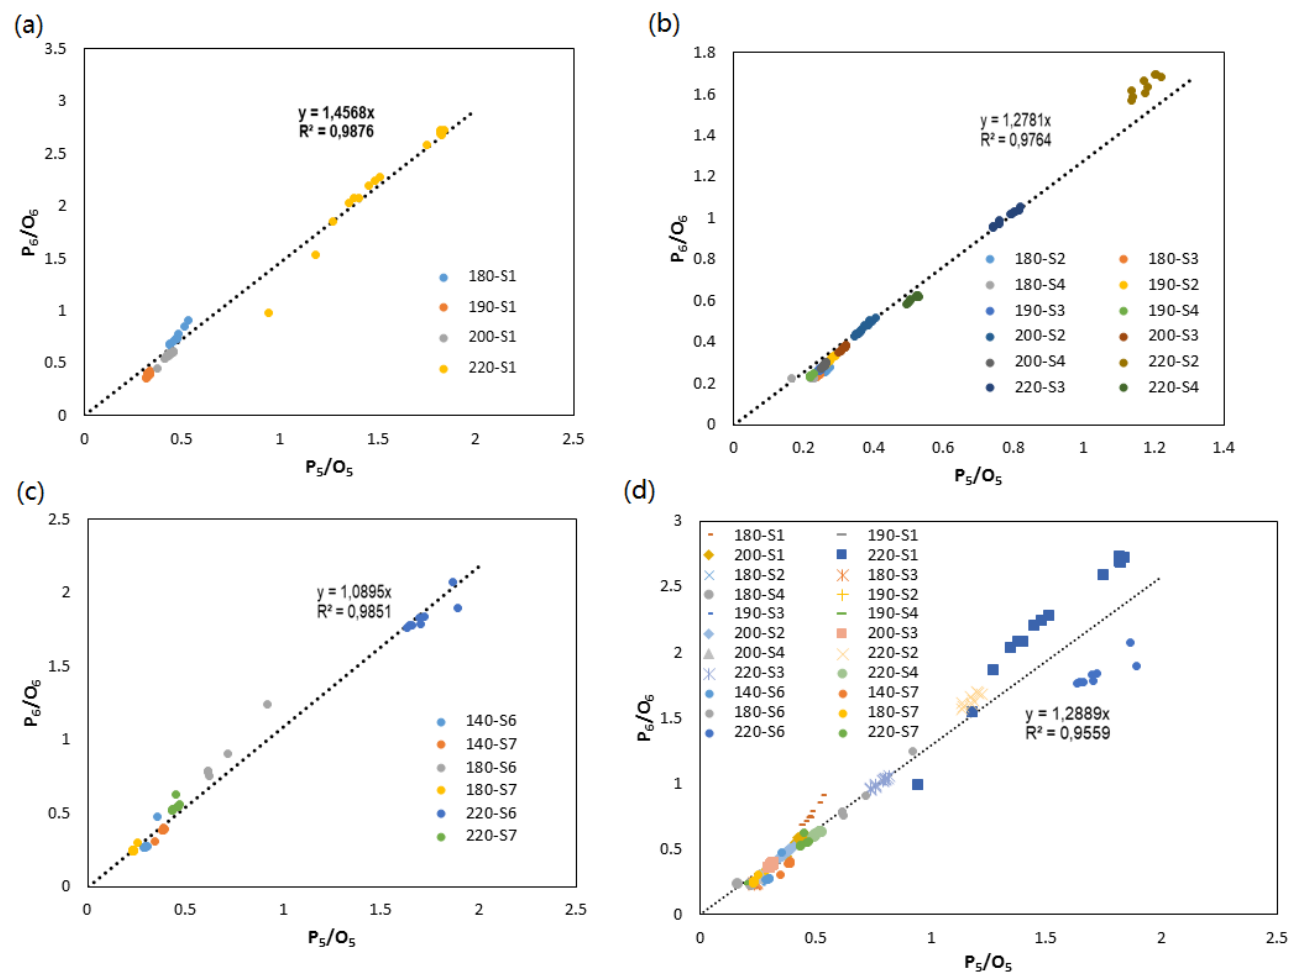 (a)
3.5
3
2.5
2
1.5
1
0.5
0
0
0.5
1
1.5
2
2.5
P6/O6
P5/O5
y = 1,4568x
R² = 0,9876
180-S1
190-S1
200-S1
220-S1
(b)
1.8
1.6
1.4
1.2
1
0.8
0.6
0.4
0.2
0
0
0.2
0.4
0.6
0.8
1
1.2
1.4
P6/O6
P5/O5
y = 1,2781x
R² = 0,9764
180-S2 180-S3
180-S4 190-S2
190-S3 190-S4
200-S2 200-S3
200-S4 220-S2
220-S3 220-S4
(c)
2.5
2
1.5
1
0.5
0
0
0.5
1
1.5
2
2.5
P6/O6
P5/O5
y = 1,0895x
R² = 0,9851
140-S6
140-S7
180-S6
180-S7
220-S6
220-S7
(d)
3
2.5
2
1.5
1
0.5
0
0
0.5
1
1.5
2
2.5
P6/O6
P5/O5
180-S1 190-S1
200-S1 220-S1
180-S2 180-S3
180-S4 190-S2
190-S3 190-S4
200-S2 200-S3
200-S4 220-S2
220-S3 220-S4
140-S6 140-S7
180-S6 180-S7
220-S6 220-S7
y = 1,2889x
R² = 0,9559